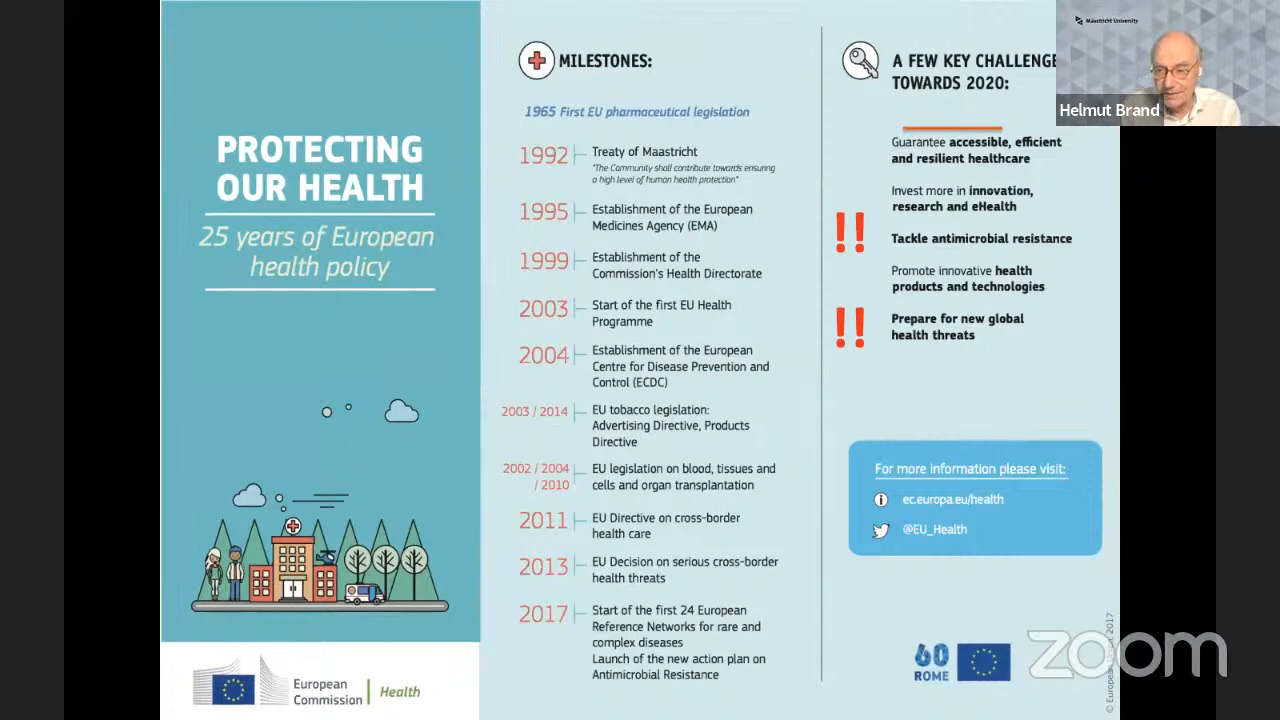 PROTECTING
OUR HEALTH
25 years of European
health policy
European
Commission
Health
MILESTONES:
1965 First EU pharmaceutical legislation
1992
Treaty of Maastricht
"The Community shall contribute towards ensuring
a high level of human health protection"
1995
Establishment of the European
Medicines Agency (EMA)
1999
Establishment of the
Commission's Health Directorate
2003
Start of the first EU Health
Programme
2004
Establishment of the European
Centre for Disease Prevention and
Control (ECDC)
2003 / 2014
EU tobacco legislation:
Advertising Directive, Products
Directive
2002 / 2004
/ 2010
EU legislation on blood, tissues and
cells and organ transplantation
2011
EU Directive on cross-border
health care
2013
EU Decision on serious cross-border
health threats
2017
Start of the first 24 European
Reference Networks for rare and
complex diseases
Launch of the new action plan on
Antimicrobial Resistance
A FEW KEY CHALLENGE
TOWARDS 2020:
Guarantee accessible, efficient
and resilient healthcare
Invest more in innovation,
research and eHealth
!!
Tackle antimicrobial resistance
Promote innovative health
products and technologies
!!
Prepare for new global
health threats
For more information please visit:
ec.europa.eu/health
@EU_Health
60
ROME
© European
2017
zoom
Maastricht University
Helmut Brand